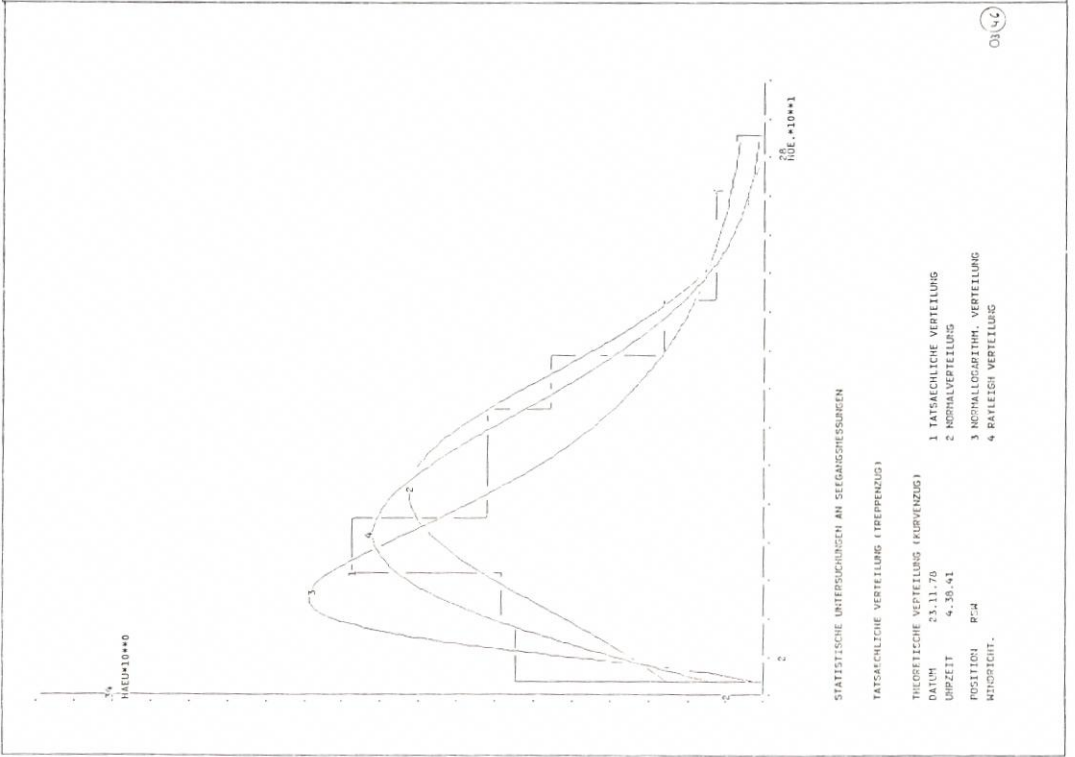 34
HAEU*10**0
3
1
4
2
2
2
28
HOE.*10**1
STATISTISCHE UNTERSUCHUNGEN AN SEEGANGSMESSUNGEN
TATSAECHLICHE VERTEILUNG (TREPPENZUG)
THEORETISCHE VERTEILUNG (KURVENZUG)
DATUM 23.11.78 1 TATSAECHLICHE VERTEILUNG
UHRZEIT 4.38.41 2 NORMALVERTEILUNG
POSITION RSW 3 NORMALLOGARITHM. VERTEILUNG
WINDRICHT. 4 RAYLEIGH VERTEILUNG
46